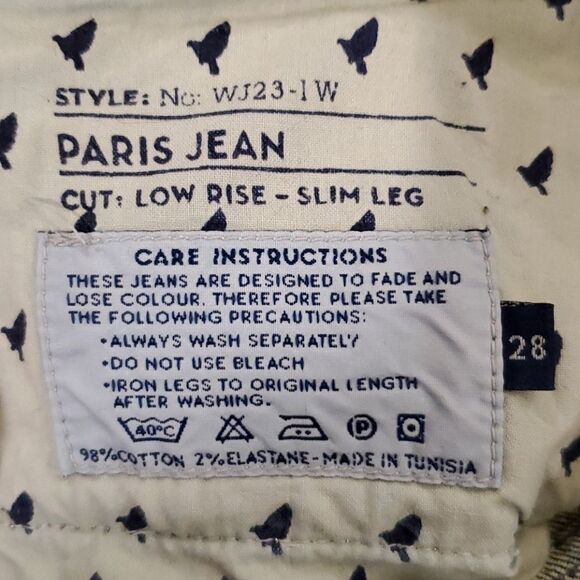 STYLE: No: WJ23-1W
PARIS JEAN
CUT: LOW RISE - SLIM LEG
CARE INSTRUCTIONS
THESE JEANS ARE DESIGNED TO FADE AND
LOSE COLOUR. THEREFORE PLEASE TAKE
THE FOLLOWING PRECAUTIONS:
•ALWAYS WASH SEPARATELY
•DO NOT USE BLEACH
•IRON LEGS TO ORIGINAL LENGTH
AFTER WASHING.
28
40°C P
98%COTTON 2%ELASTANE-MADE IN TUNISIA